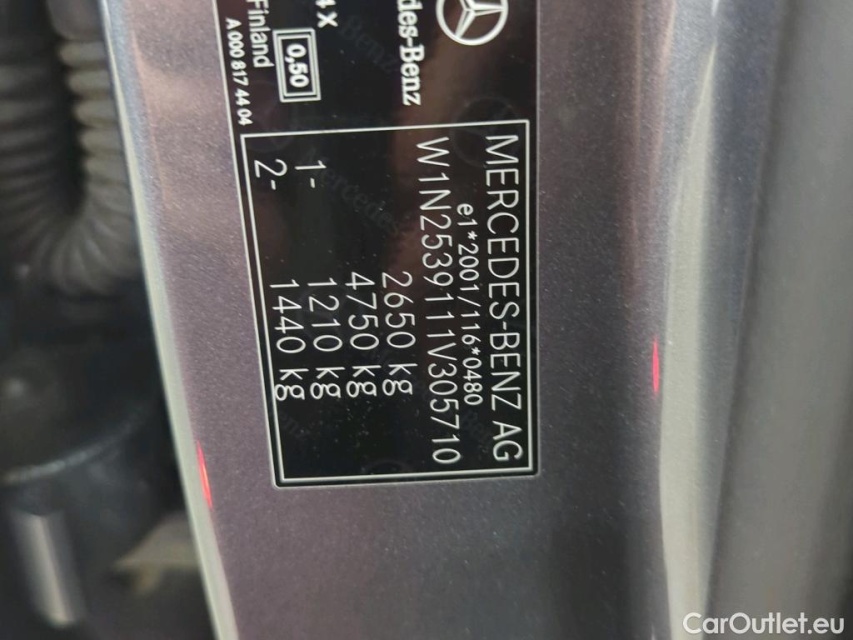 des-Benz
4 X
0,50
Finland
A 000 817 44 04
MERCEDES-BENZ AG
e1*2001/116*0480
W1N2539111V305710
2650 kg
4750 kg
1- 1210 kg
2- 1440 kg
CarOutlet.eu